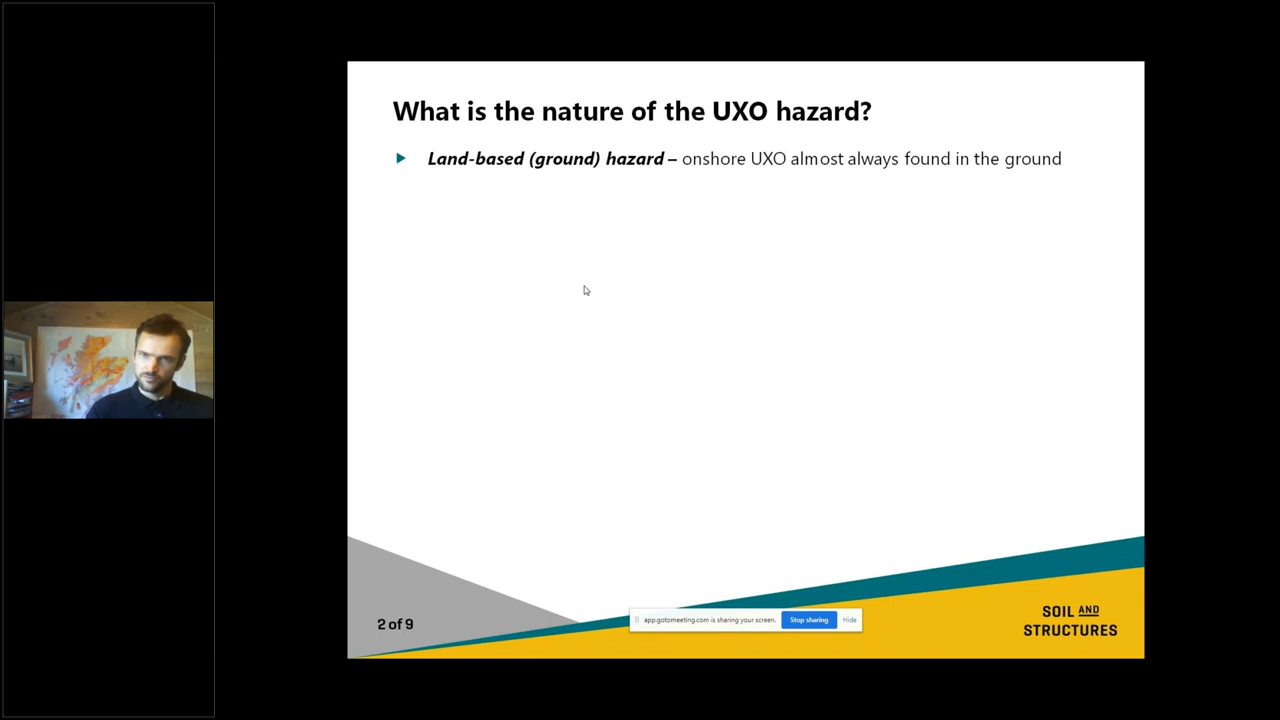 What is the nature of the UXO hazard?
Land-based (ground) hazard – onshore UXO almost always found in the ground
2 of 9
app.gotomeeting.com is sharing your screen.
Stop sharing
Hide
SOIL AND
STRUCTURES